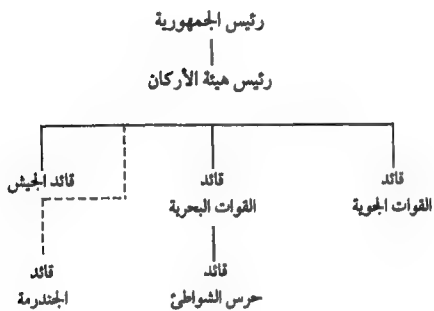 رئيس الجمهورية
رئيس هيئة الأركان
قائد
القوات الجوية
قائد
القوات البحرية
قائد الجيش
قائد
حرس الشواطئ
قائد
الجندرمة